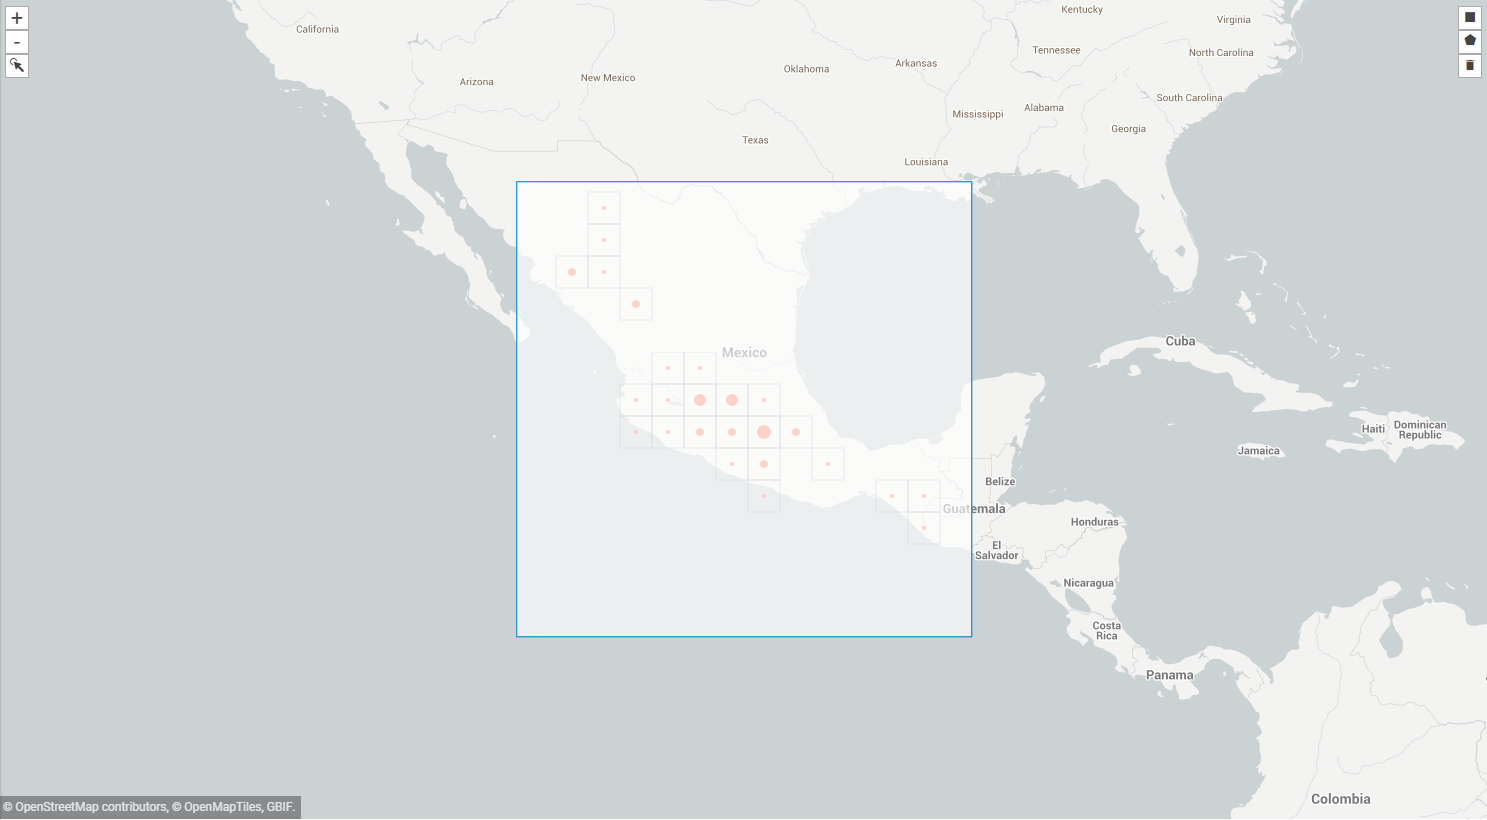 +
-
California
Kentucky
Virginia
Tennessee
North Carolina
Oklahoma
Arkansas
Arizona
New Mexico
South Carolina
Mississippi
Alabama
Georgia
Texas
Louisiana
Mexico
Cuba
Haiti
Dominican
Republic
Jamaica
Belize
Guatemala
Honduras
El
Salvador
Nicaragua
Costa
Rica
Panama
Colombia
© OpenStreetMap contributors, © OpenMapTiles, GBIF.